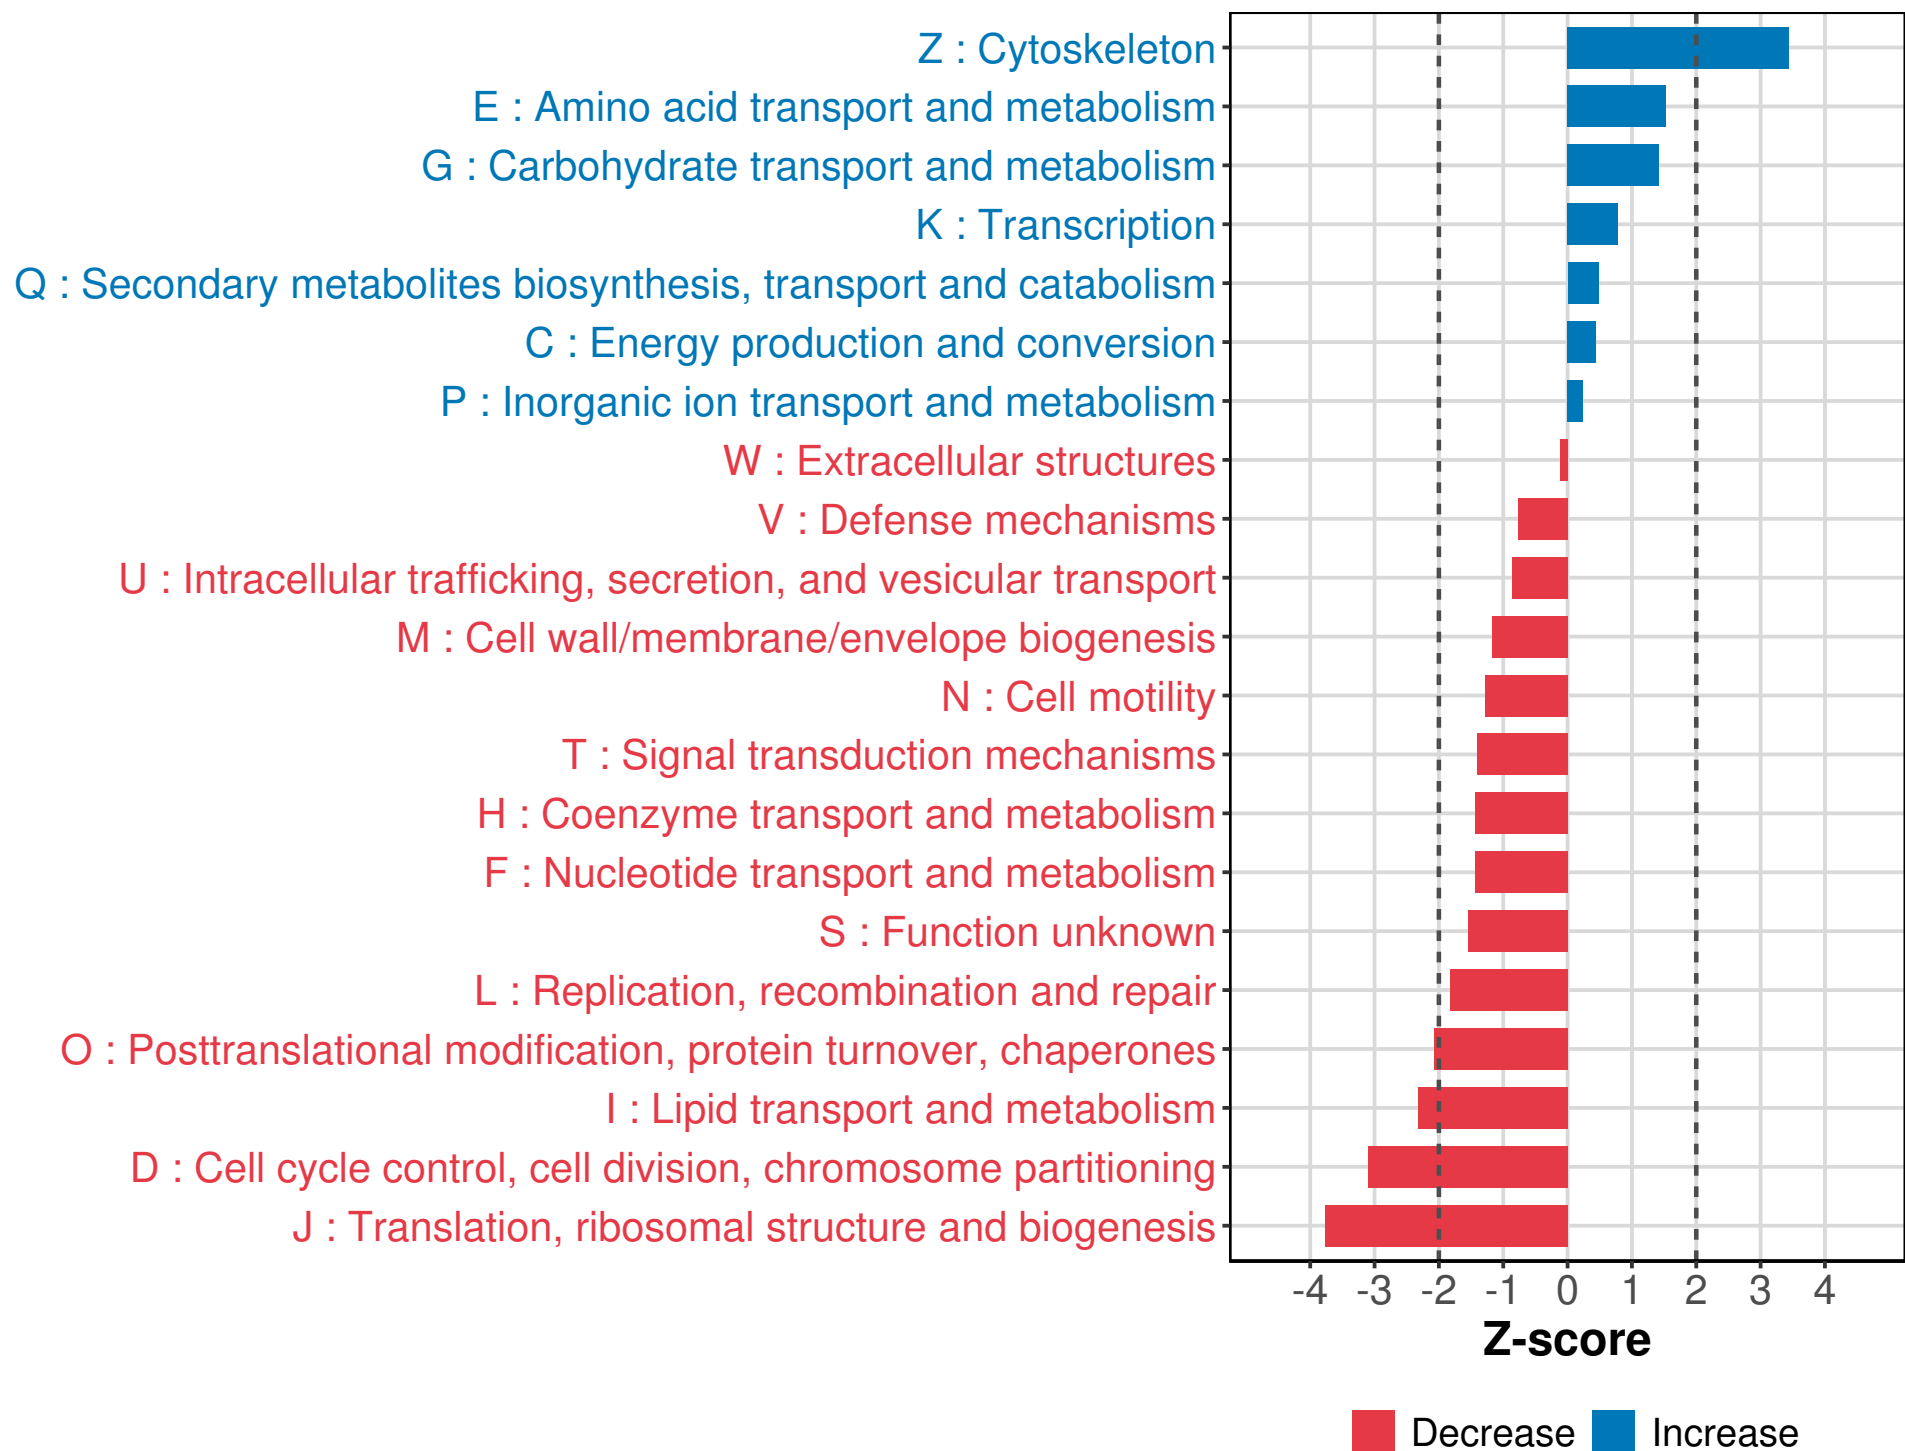 Z : Cytoskeleton
E : Amino acid transport and metabolism
G : Carbohydrate transport and metabolism
K : Transcription
Q : Secondary metabolites biosynthesis, transport and catabolism
C : Energy production and conversion
P : Inorganic ion transport and metabolism
W : Extracellular structures
V : Defense mechanisms
U : Intracellular trafficking, secretion, and vesicular transport
M : Cell wall/membrane/envelope biogenesis
N : Cell motility
T : Signal transduction mechanisms
H : Coenzyme transport and metabolism
F : Nucleotide transport and metabolism
S : Function unknown
L : Replication, recombination and repair
O : Posttranslational modification, protein turnover, chaperones
I : Lipid transport and metabolism
D : Cell cycle control, cell division, chromosome partitioning
J : Translation, ribosomal structure and biogenesis
-4 -3 -2 -1 0 1 2 3 4
Z-score
Decrease Increase